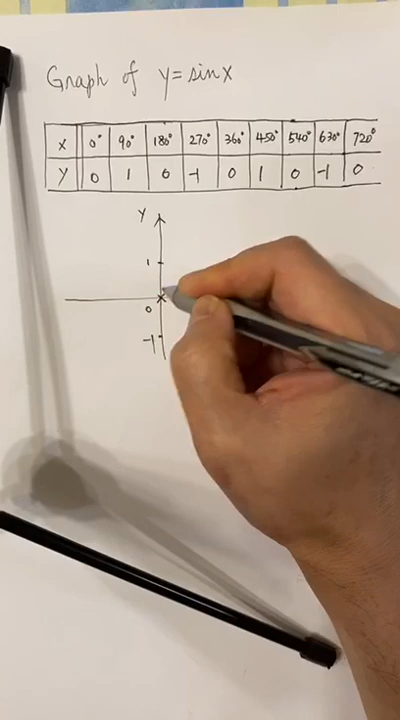 Graph of y=sinx
X 0° 90° 180° 270° 360° 450° 540° 630° 720°
Y 0 1 0 -1 0 1 0 -1 0
Y
1
0
-1